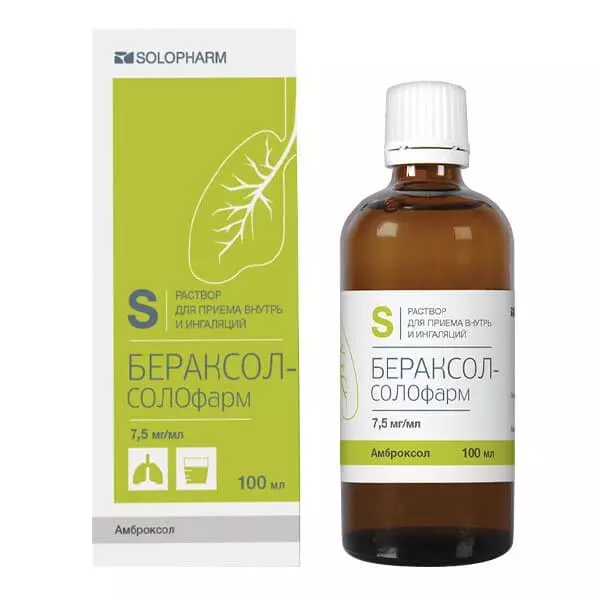 SOLOPHARM
S
РАСТВОР
ДЛЯ ПРИЕМА ВНУТРЬ
И ИНГАЛЯЦИЙ
БЕРАКСОЛ-
СОЛОфарм
7,5 мг/мл
100 мл
Амброксол
S
РАСТВОР
ДЛЯ ПРИЕМА ВНУТРЬ
И ИНГАЛЯЦИЙ
БЕРАКСОЛ-
СОЛОфарм
7,5 мг/мл
Амброксол 100 мл